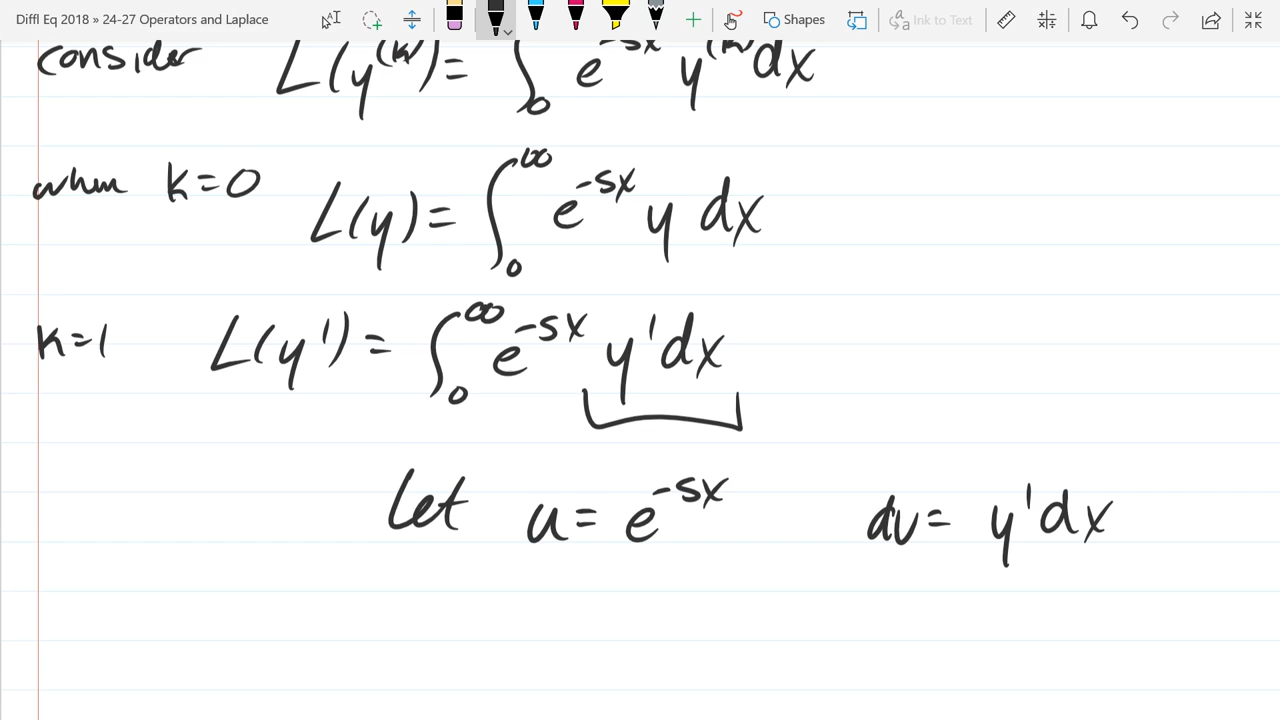 Diffl Eq 2018 » 24-27 Operators and Laplace
Shapes
Ink to Text
consider L(y^(k)) = ∫_0 e^-sx y^(k) dx
when k=0 L(y) = ∫_0^∞ e^-sx y dx
k=1 L(y') = ∫_0^∞ e^-sx y'dx
Let u= e^-sx dv= y'dx